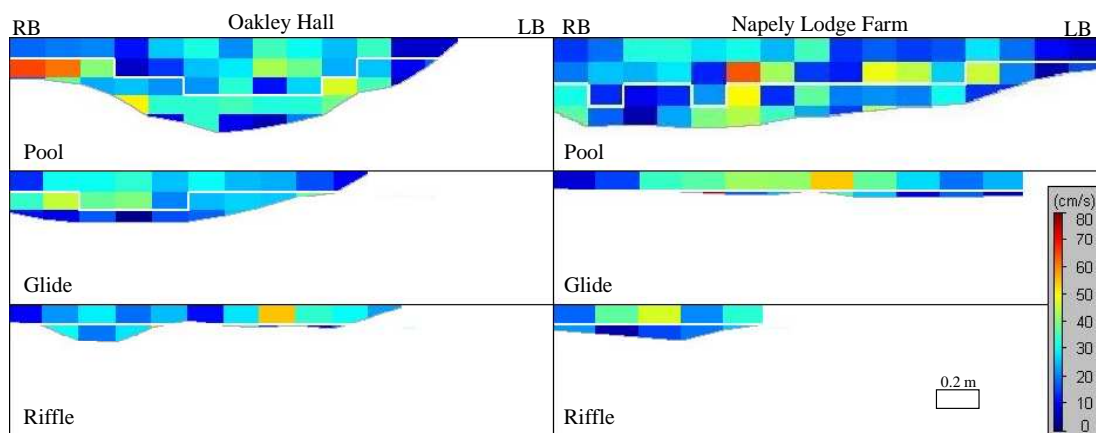 RB Oakley Hall LB
RB Napely Lodge Farm LB
Pool
Pool
Glide
Glide
(cm/s)
80
70
60
50
40
30
20
10
0
Riffle
Riffle
0.2 m